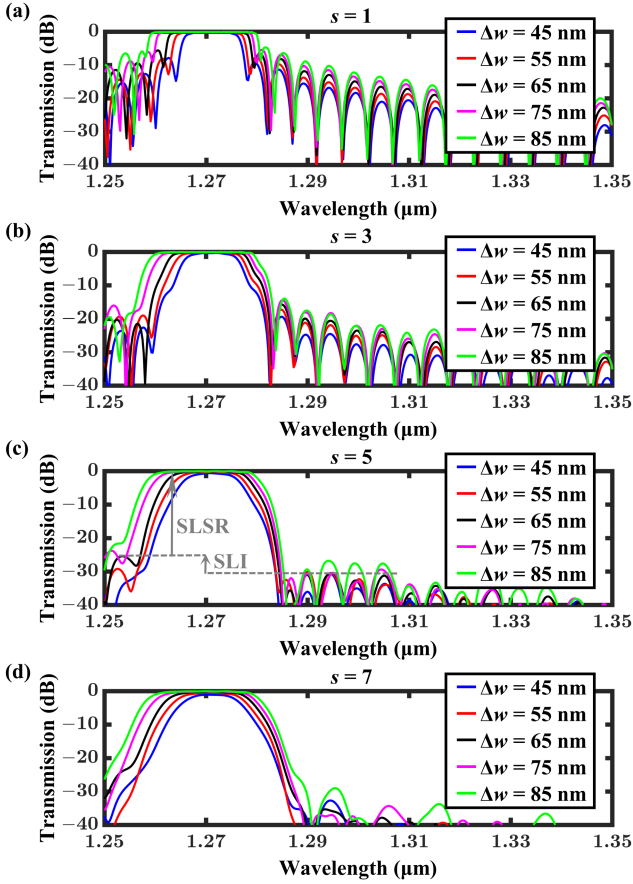 (a)
s = 1
Transmission (dB)
0
−10
−20
−30
−40
1.25
1.27
1.29
1.31
1.33
1.35
Wavelength (μm)
Δw = 45 nm
Δw = 55 nm
Δw = 65 nm
Δw = 75 nm
Δw = 85 nm
(b)
s = 3
Transmission (dB)
0
−10
−20
−30
−40
1.25
1.27
1.29
1.31
1.33
1.35
Wavelength (μm)
Δw = 45 nm
Δw = 55 nm
Δw = 65 nm
Δw = 75 nm
Δw = 85 nm
(c)
s = 5
Transmission (dB)
0
−10
−20
−30
−40
1.25
1.27
1.29
1.31
1.33
1.35
Wavelength (μm)
SLSR
SLI
Δw = 45 nm
Δw = 55 nm
Δw = 65 nm
Δw = 75 nm
Δw = 85 nm
(d)
s = 7
Transmission (dB)
0
−10
−20
−30
−40
1.25
1.27
1.29
1.31
1.33
1.35
Wavelength (μm)
Δw = 45 nm
Δw = 55 nm
Δw = 65 nm
Δw = 75 nm
Δw = 85 nm